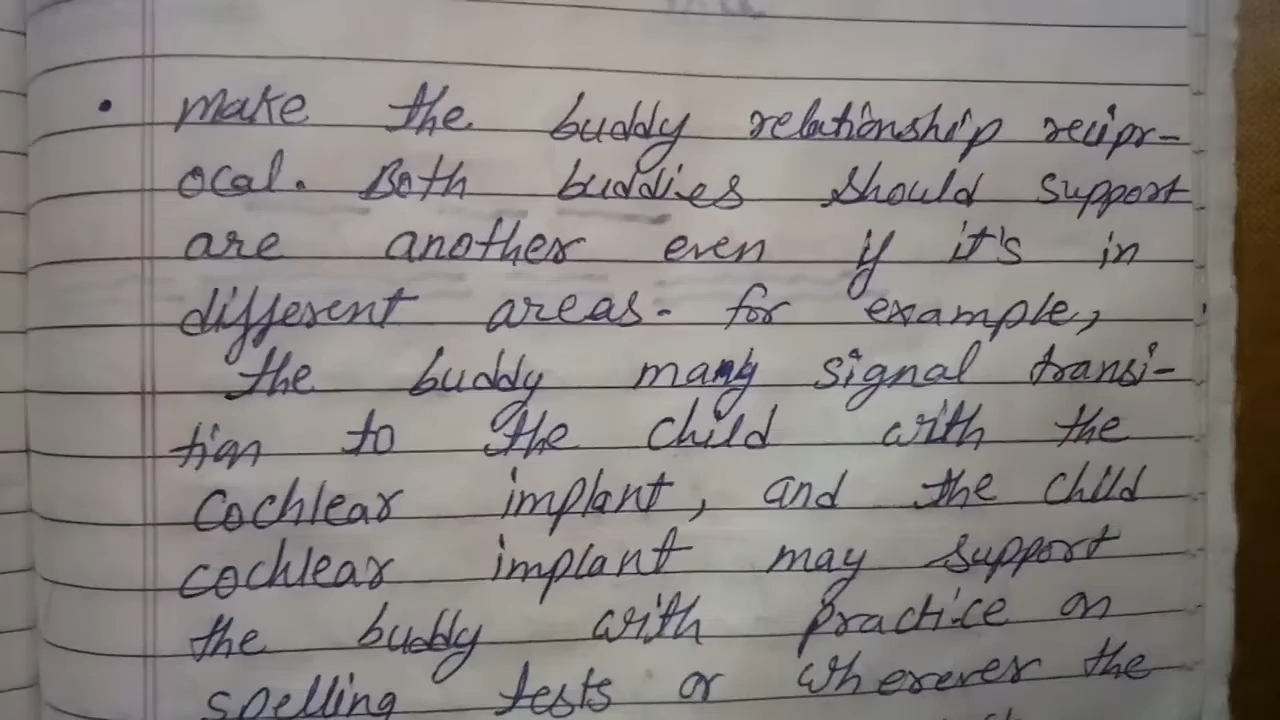 • make the buddy relationship recipr-
ocal. Both buddies should support
are another even if it's in
different areas. for example,
the buddy many signal transi-
tion to the child with the
cochlear implant, and the child
cochlear implant may support
the buddy with practice on
spelling tests or wherever the